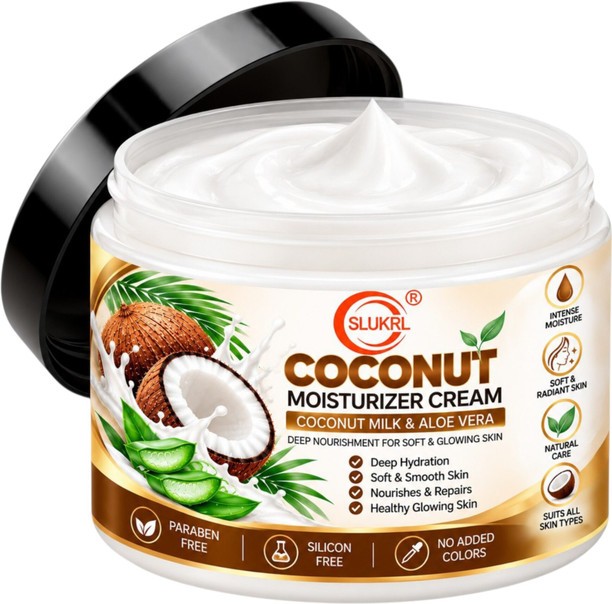 SLUKRL
®
COCONUT
MOISTURIZER CREAM
COCONUT MILK & ALOE VERA
DEEP NOURISHMENT FOR SOFT & GLOWING SKIN
Deep Hydration
Soft & Smooth Skin
Nourishes & Repairs
Healthy Glowing Skin
INTENSE
MOISTURE
SOFT &
RADIANT SKIN
NATURAL
CARE
SUITS ALL
SKIN TYPES
PARABEN
FREE
SILICON
FREE
NO ADDED
COLORS